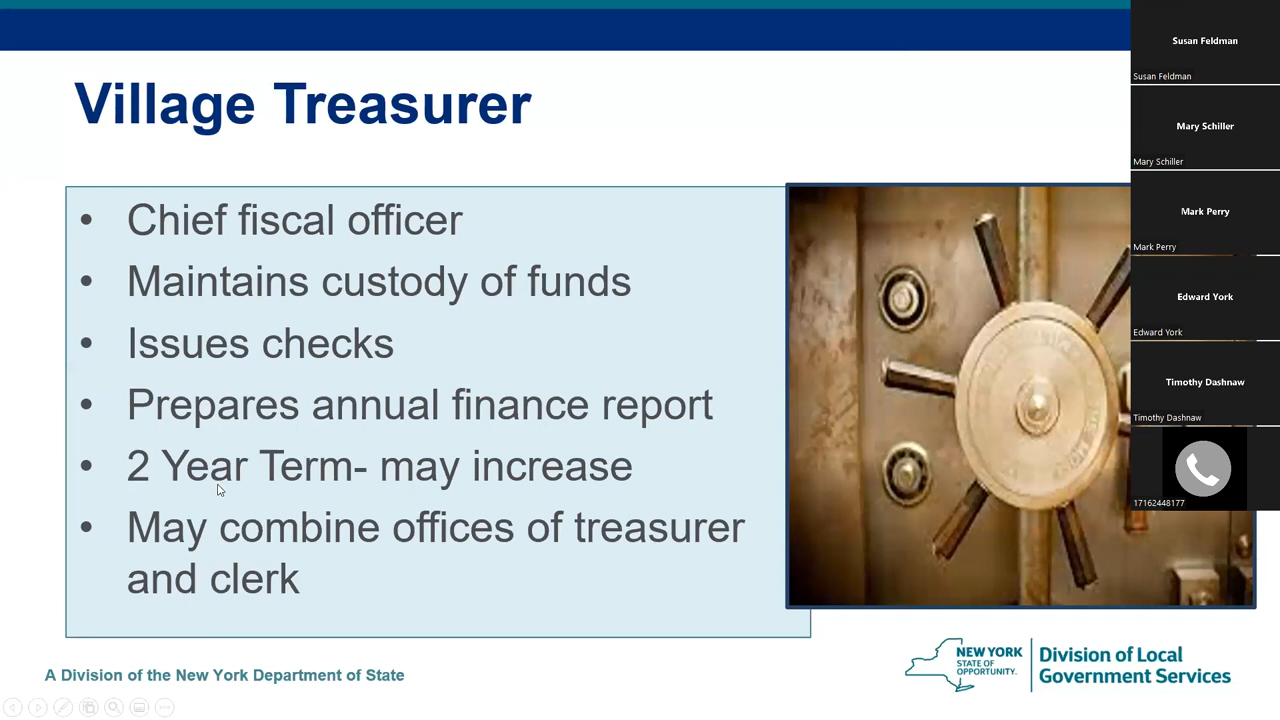 Village Treasurer
• Chief fiscal officer
• Maintains custody of funds
• Issues checks
• Prepares annual finance report
• 2 Year Term- may increase
• May combine offices of treasurer
and clerk
A Division of the New York Department of State
NEW YORK
STATE OF
OPPORTUNITY.
Division of Local
Government Services
Susan Feldman
Susan Feldman
Mary Schiller
Mary Schiller
Mark Perry
Mark Perry
Edward York
Edward York
Timothy Dashnaw
Timothy Dashnaw
17162448177